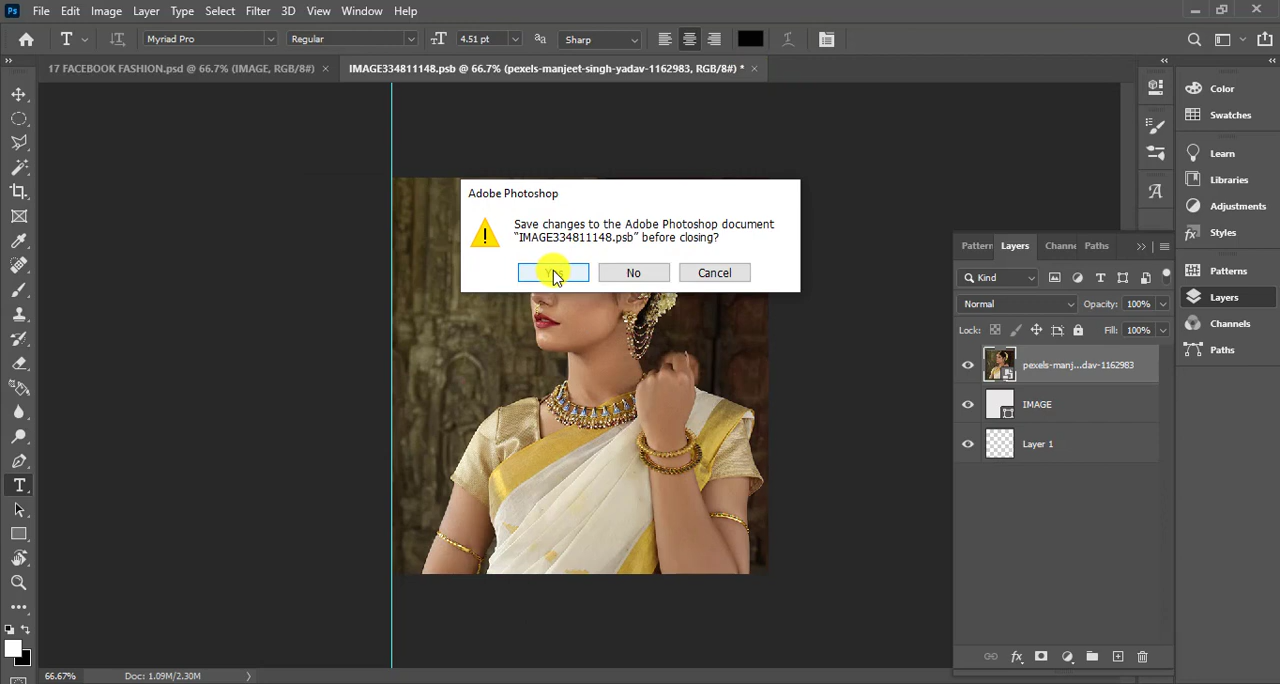 Ps File Edit Image Layer Type Select Filter 3D View Window Help
T Myriad Pro Regular 4.51 pt Sharp
17 FACEBOOK FASHION.psd @ 66.7% (IMAGE, RGB/8#) × IMAGE334811148.psb @ 66.7% (pexels-manjeet-singh-yadav-1162983, RGB/8#) * ×
Adobe Photoshop
Save changes to the Adobe Photoshop document
"IMAGE334811148.psb" before closing?
No Cancel
Color
Swatches
Learn
Libraries
Adjustments
Styles
Patterns
Layers
Channels
Paths
Pattern Layers Channe Paths
Kind
Normal Opacity: 100%
Lock: Fill: 100%
pexels-manj...dav-1162983
IMAGE
Layer 1
fx
66.67% Doc: 1.09M/2.30M